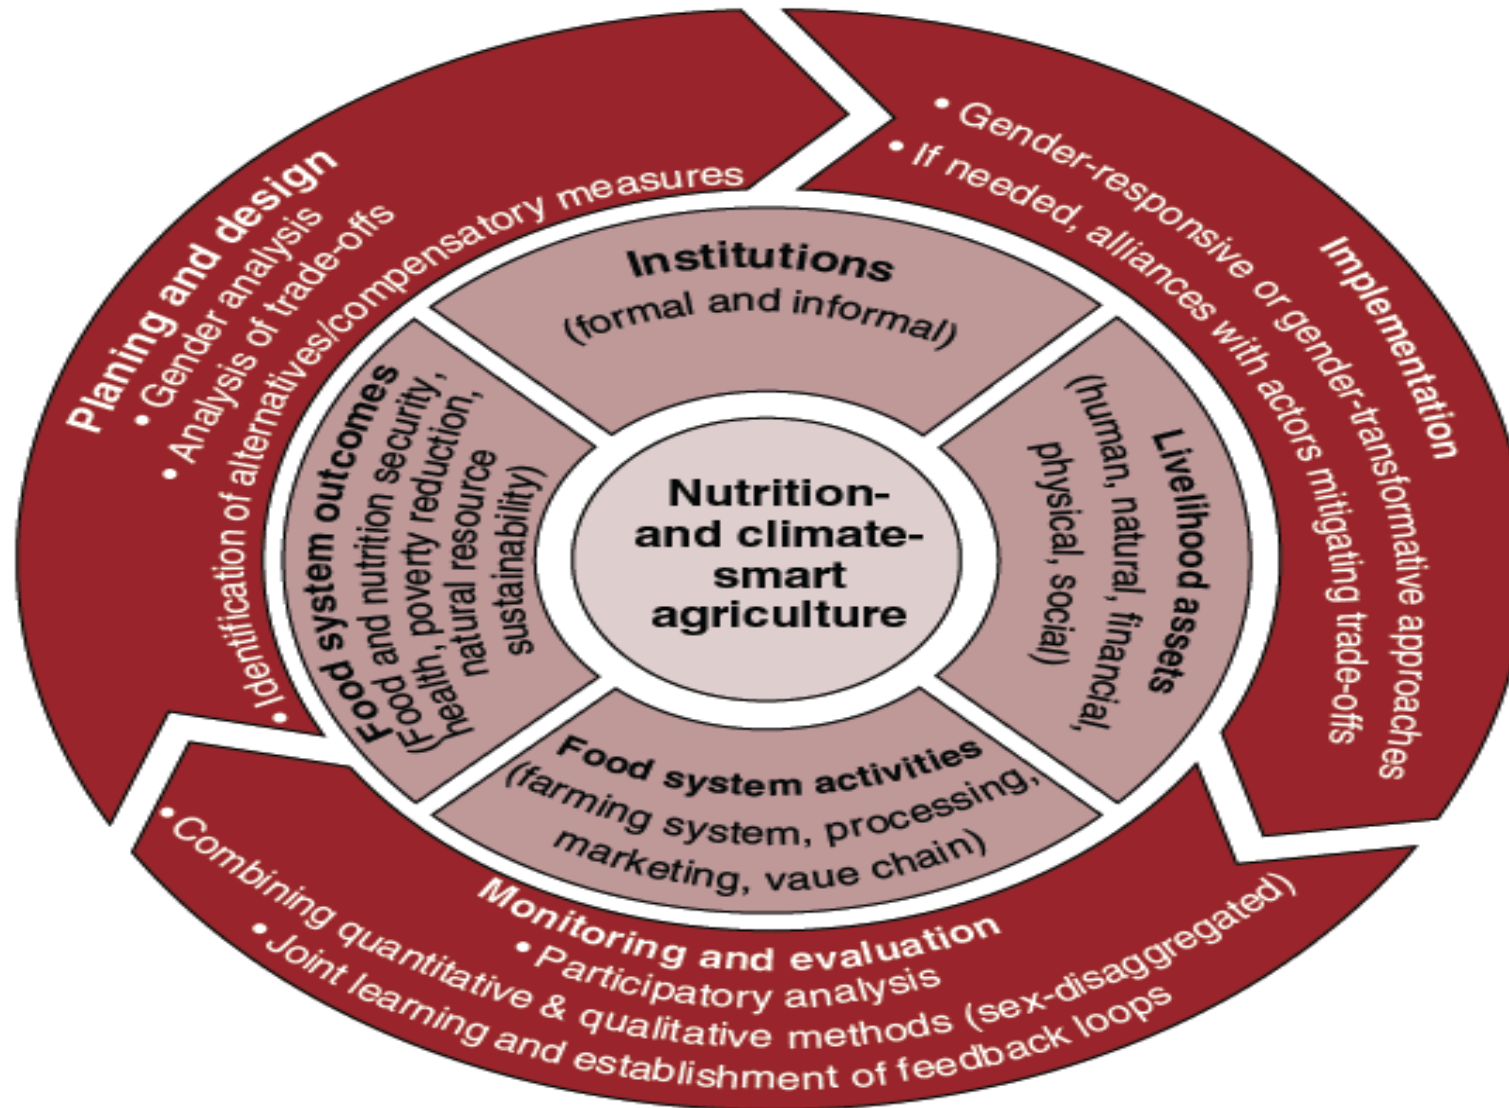 Planing and design
• Gender analysis
• Analysis of trade-offs
• Identification of alternatives/compensatory measures
Implementation
• Gender-responsive or gender-transformative approaches
• If needed, alliances with actors mitigating trade-offs
Monitoring and evaluation
• Participatory analysis
• Combining quantitative & qualitative methods (sex-disaggregated)
• Joint learning and establishment of feedback loops
Institutions
(formal and informal)
Livelihood assets
(human, natural, financial,
physical, social)
Food system activities
(farming system, processing,
marketing, vaue chain)
Food system outcomes
(Food and nutrition security,
health, poverty reduction,
natural resource
sustainability)
Nutrition-
and climate-
smart
agriculture